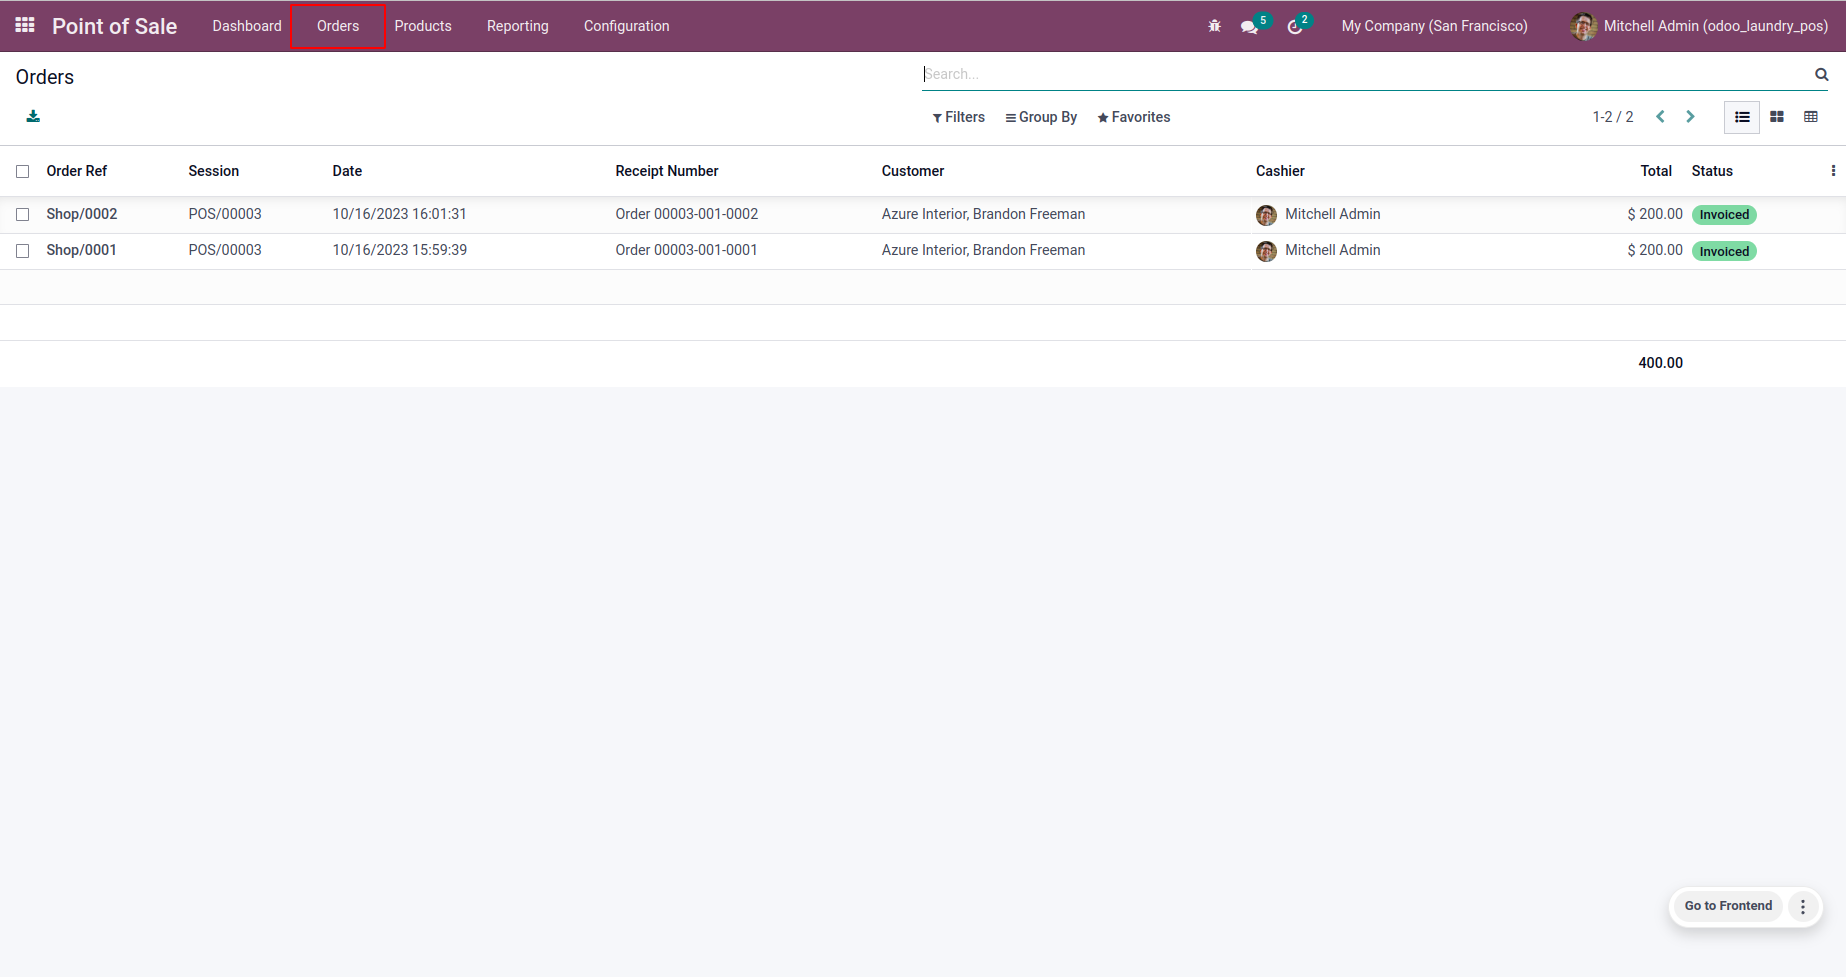 Point of Sale Dashboard Orders Products Reporting Configuration 5 2 My Company (San Francisco) Mitchell Admin (odoo_laundry_pos)
Orders Search...
Filters Group By Favorites 1-2 / 2
Order Ref Session Date Receipt Number Customer Cashier Total Status
Shop/0002 POS/00003 10/16/2023 16:01:31 Order 00003-001-0002 Azure Interior, Brandon Freeman Mitchell Admin $ 200.00 Invoiced
Shop/0001 POS/00003 10/16/2023 15:59:39 Order 00003-001-0001 Azure Interior, Brandon Freeman Mitchell Admin $ 200.00 Invoiced
400.00
Go to Frontend